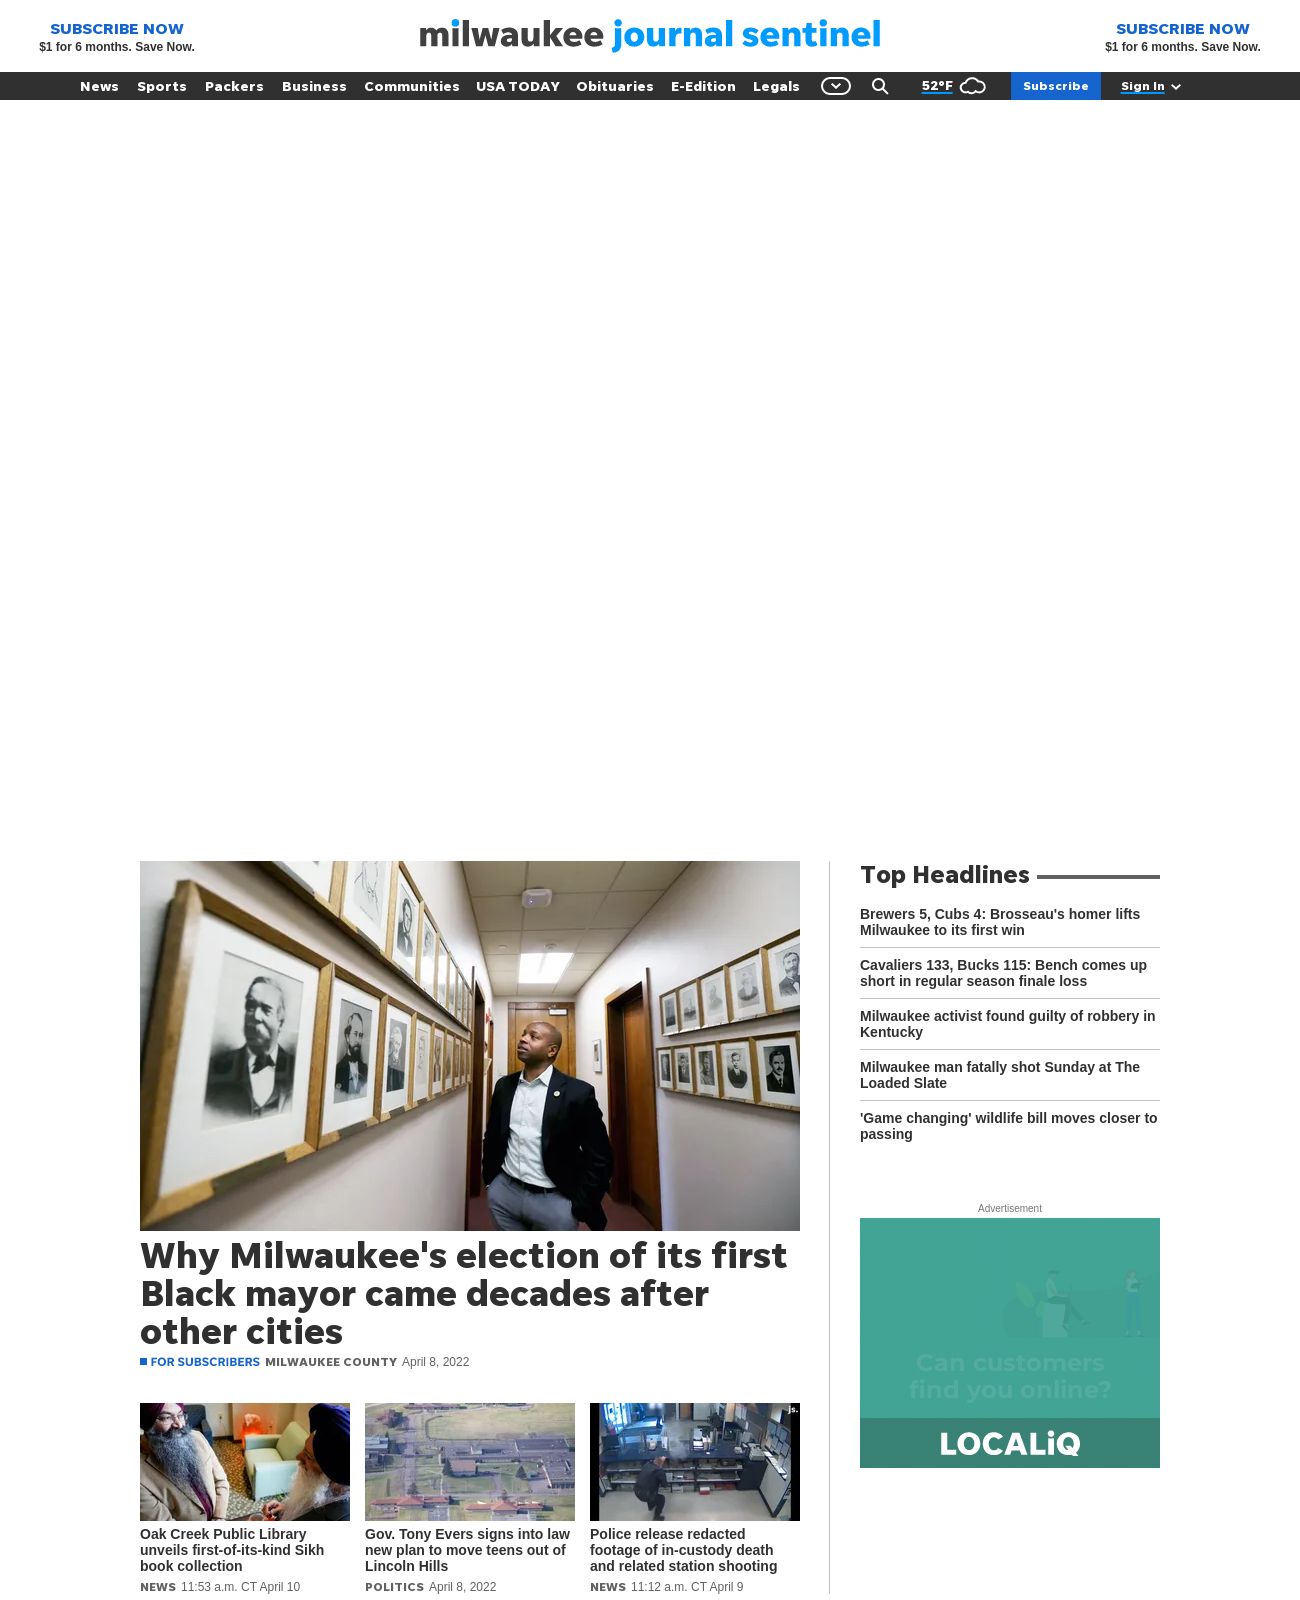 SUBSCRIBE NOW
$1 for 6 months. Save Now.
milwaukee journal sentinel
SUBSCRIBE NOW
$1 for 6 months. Save Now.
News Sports Packers Business Communities USA TODAY Obituaries E-Edition Legals 52°F Subscribe Sign In
Why Milwaukee's election of its first
Black mayor came decades after
other cities
FOR SUBSCRIBERS MILWAUKEE COUNTY April 8, 2022
js.
Oak Creek Public Library
unveils first-of-its-kind Sikh
book collection
NEWS 11:53 a.m. CT April 10
Gov. Tony Evers signs into law
new plan to move teens out of
Lincoln Hills
POLITICS April 8, 2022
Police release redacted
footage of in-custody death
and related station shooting
NEWS 11:12 a.m. CT April 9
Top Headlines
Brewers 5, Cubs 4: Brosseau's homer lifts
Milwaukee to its first win
Cavaliers 133, Bucks 115: Bench comes up
short in regular season finale loss
Milwaukee activist found guilty of robbery in
Kentucky
Milwaukee man fatally shot Sunday at The
Loaded Slate
'Game changing' wildlife bill moves closer to
passing
Advertisement
Can customers
find you online?
LOCALiQ